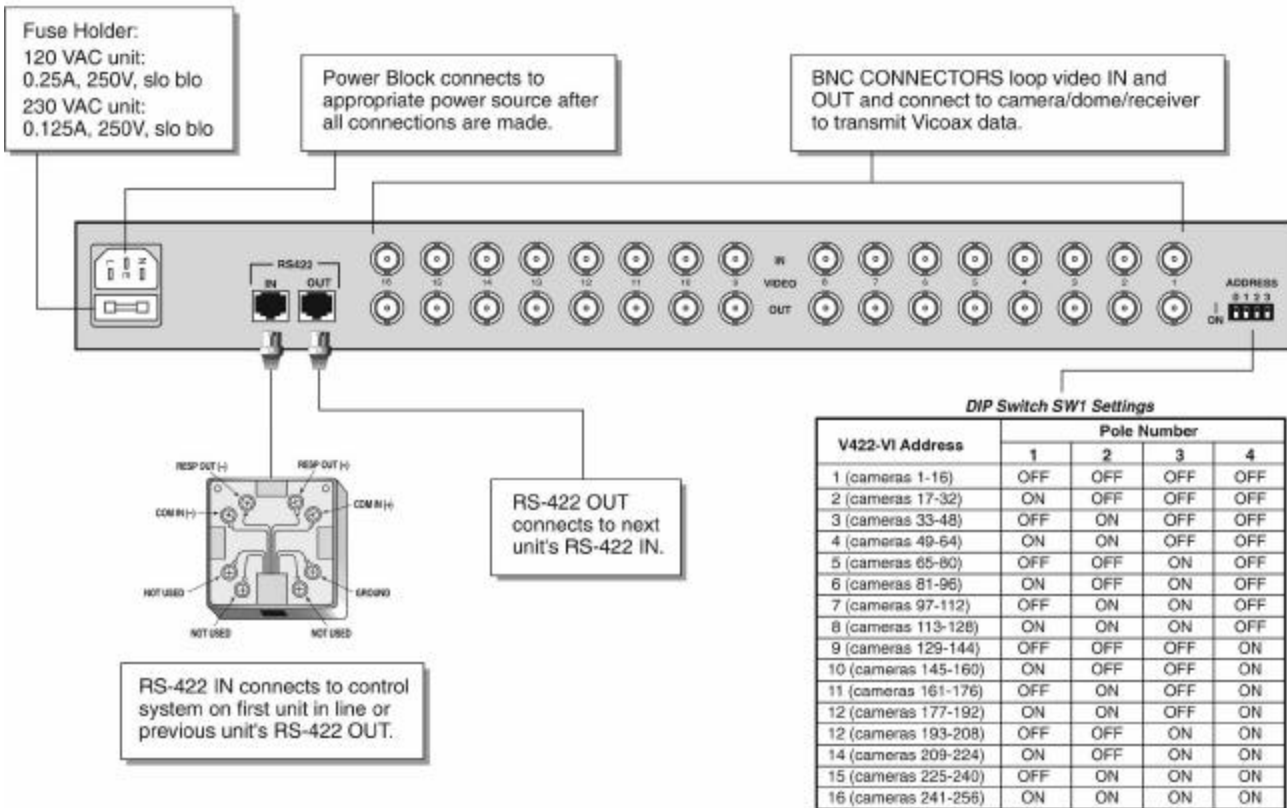 Fuse Holder:
120 VAC unit:
0.25A, 250V, slo blo
230 VAC unit:
0.125A, 250V, slo blo
Power Block connects to
appropriate power source after
all connections are made.
BNC CONNECTORS loop video IN and
OUT and connect to camera/dome/receiver
to transmit Vicoax data.
L E N
RS422
IN OUT
IN
16 15 14 13 12 11 10 9 VIDEO 8 7 6 5 4 3 2 1
OUT
ADDRESS
0 1 2 3
ON
RESP OUT (-) RESP OUT (+)
COM IN (-) COM IN (+)
NOT USED GROUND
NOT USED NOT USED
RS-422 OUT
connects to next
unit's RS-422 IN.
RS-422 IN connects to control
system on first unit in line or
previous unit's RS-422 OUT.
DIP Switch SW1 Settings
V422-VI Address Pole Number
1 2 3 4
1 (cameras 1-16) OFF OFF OFF OFF
2 (cameras 17-32) ON OFF OFF OFF
3 (cameras 33-48) OFF ON OFF OFF
4 (cameras 49-64) ON ON OFF OFF
5 (cameras 65-80) OFF OFF ON OFF
6 (cameras 81-96) ON OFF ON OFF
7 (cameras 97-112) OFF ON ON OFF
8 (cameras 113-128) ON ON ON OFF
9 (cameras 129-144) OFF OFF OFF ON
10 (cameras 145-160) ON OFF OFF ON
11 (cameras 161-176) OFF ON OFF ON
12 (cameras 177-192) ON ON OFF ON
12 (cameras 193-208) OFF OFF ON ON
14 (cameras 209-224) ON OFF ON ON
15 (cameras 225-240) OFF ON ON ON
16 (cameras 241-256) ON ON ON ON